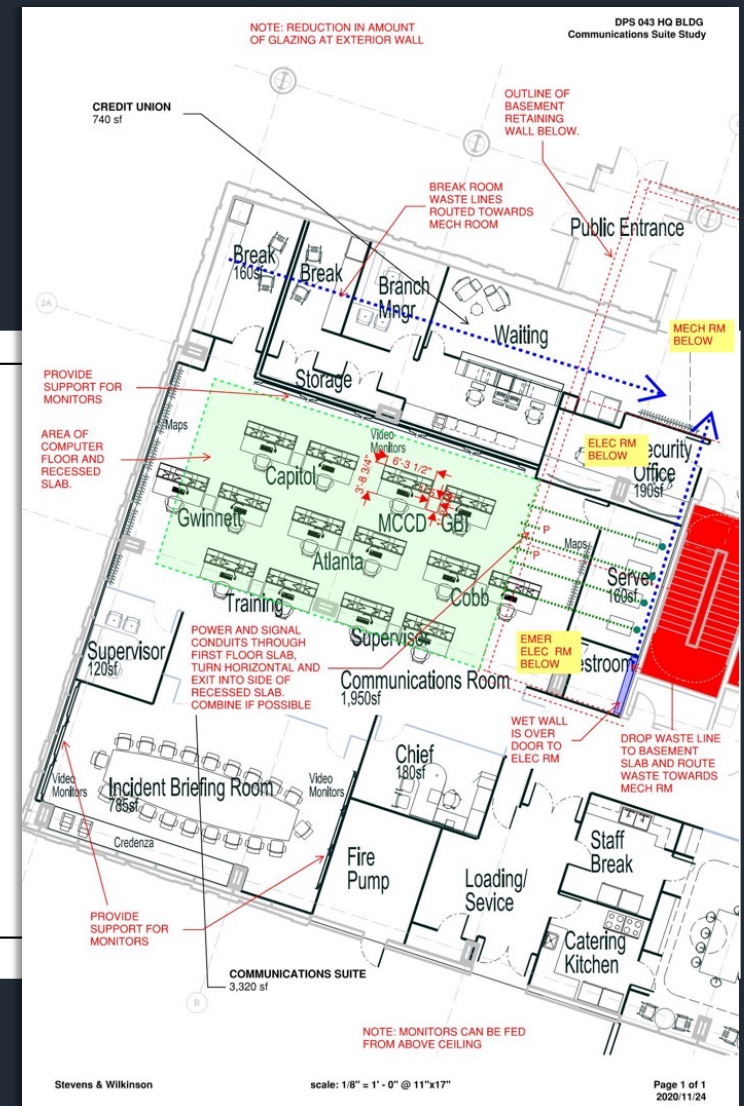 NOTE: REDUCTION IN AMOUNT
OF GLAZING AT EXTERIOR WALL
DPS 043 HQ BLDG
Communications Suite Study
CREDIT UNION
740 sf
OUTLINE OF
BASEMENT
RETAINING
WALL BELOW.
BREAK ROOM
WASTE LINES
ROUTED TOWARDS
MECH ROOM
Public Entrance
Break
160s
Break
Branch
Mngr
Waiting
2A
MECH RM
BELOW
PROVIDE
SUPPORT FOR
MONITORS
Storage
AREA OF
COMPUTER
FLOOR AND
RECESSED
SLAB.
Maps
Video
Monitors
ELEC RM
BELOW
ecurity
Office
190sf
Capitol
6'-3 1/2"
3'-8 3/4"
Gwinnett
MCCD
GBI
P
P
Maps
Atlanta
Server
160sf
Cobb
Training
Supervisor
POWER AND SIGNAL
CONDUITS THROUGH
FIRST FLOOR SLAB,
TURN HORIZONTAL AND
EXIT INTO SIDE OF
RECESSED SLAB.
COMBINE IF POSSIBLE
Supervisor
120sf
EMER
ELEC RM
BELOW
estroom
Communications Room
1,950sf
WET WALL
IS OVER
DOOR TO
ELEC RM
DROP WASTE LINE
TO BASEMENT
SLAB AND ROUTE
WASTE TOWARDS
MECH RM
Chief
180sf
Video
Monitors
Incident Briefing Room
785sf
Video
Monitors
Credenza
Fire
Pump
Loading/
Sevice
Staff
Break
Catering
Kitchen
PROVIDE
SUPPORT FOR
MONITORS
COMMUNICATIONS SUITE
3,320 sf
B
NOTE: MONITORS CAN BE FED
FROM ABOVE CEILING
Stevens & Wilkinson
scale: 1/8" = 1' - 0" @ 11"x17"
Page 1 of 1
2020/11/24